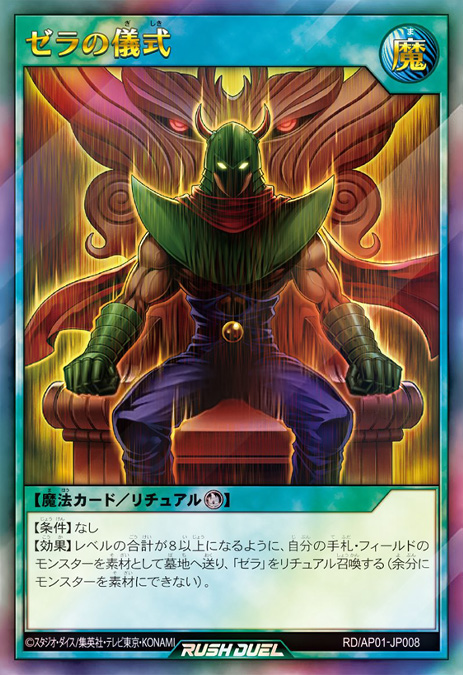 ゼラの儀式
魔
【魔法カード／リチュアル】
【条件】なし
【効果】レベルの合計が8以上になるように、自分の手札・フィールドの
モンスターを素材として墓地へ送り、「ゼラ」をリチュアル召喚する（余分に
モンスターを素材にできない）。
©スタジオ・ダイス/集英社・テレビ東京・KONAMI
RUSH DUEL
RD/AP01-JP008